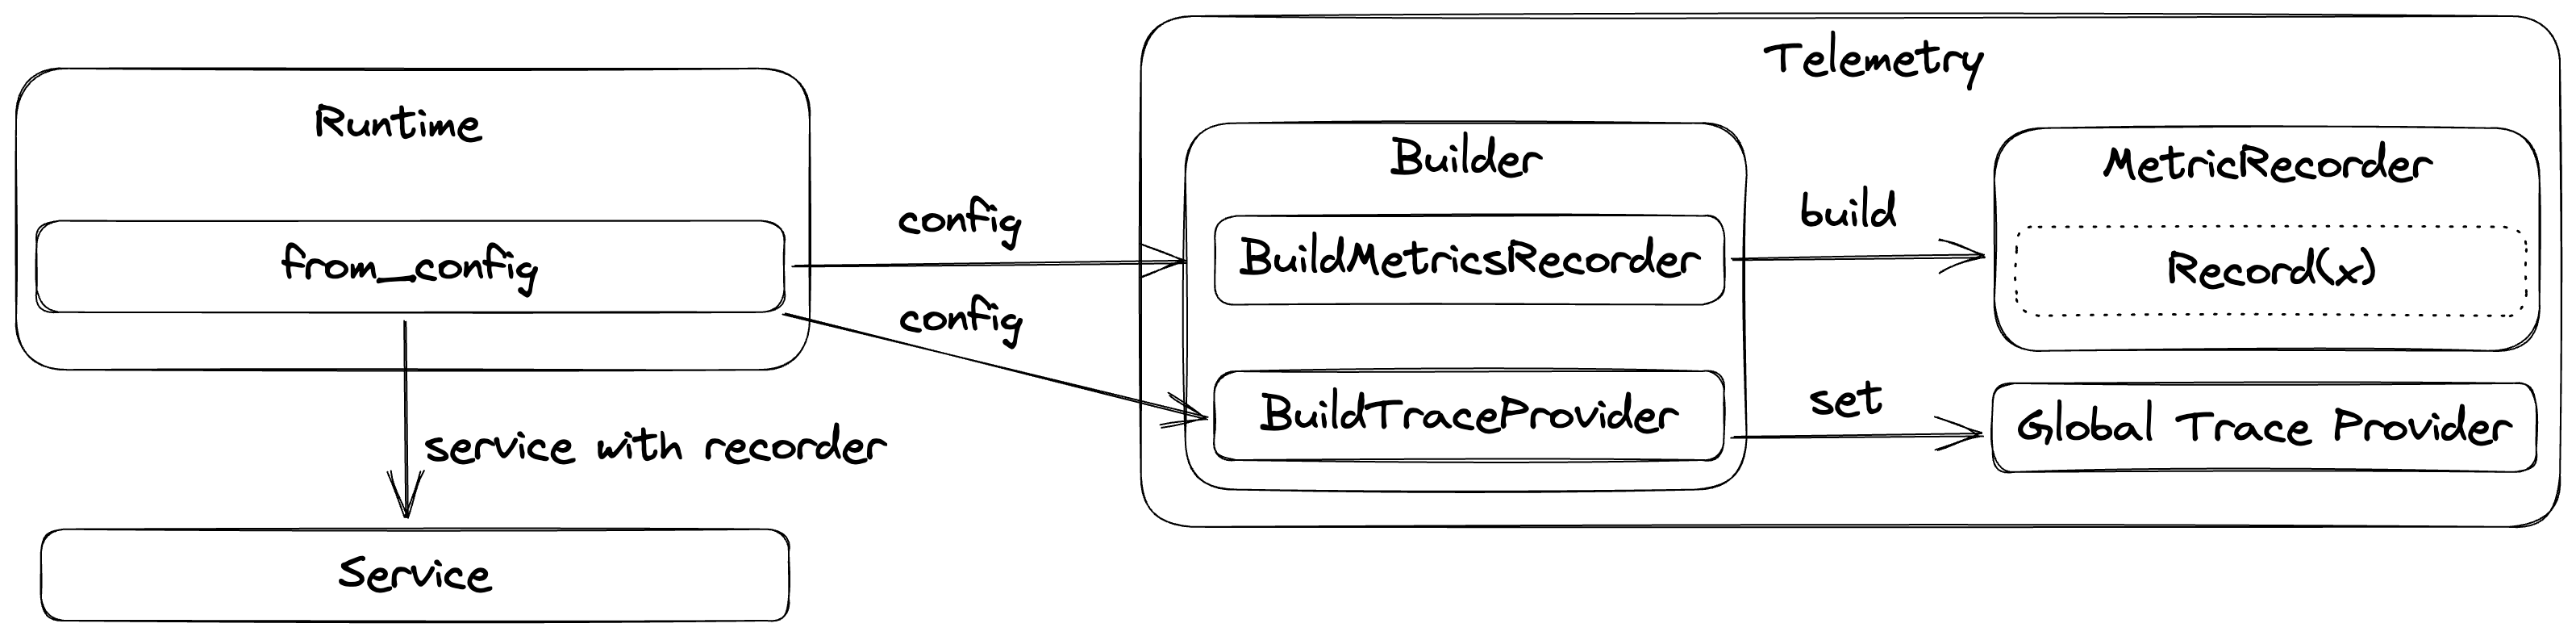 Telemetry
Runtime
from_config
config
config
service with recorder
Service
Builder
BuildMetricsRecorder
BuildTraceProvider
build
set
MetricRecorder
Record(x)
Global Trace Provider